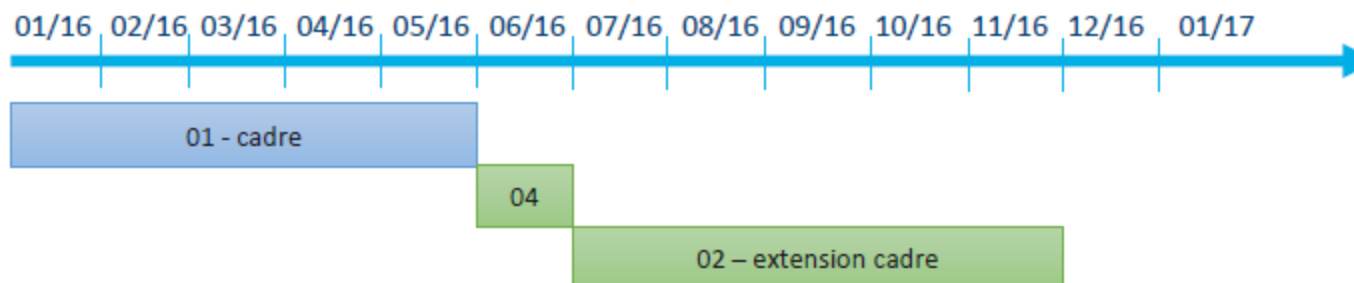 01/16 02/16 03/16 04/16 05/16 06/16 07/16 08/16 09/16 10/16 11/16 12/16 01/17
01 - cadre
04
02 – extension cadre